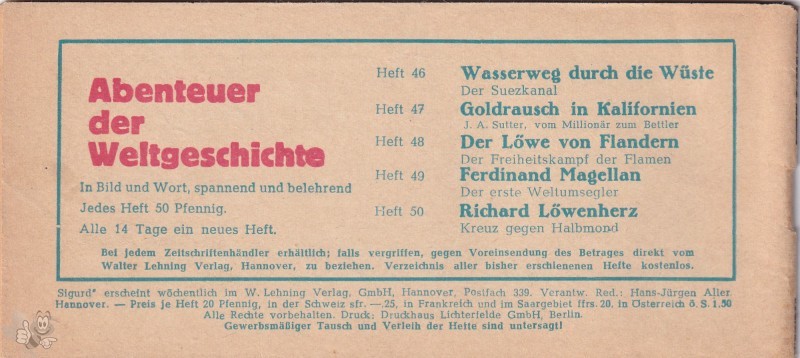 Abenteuer
der
Weltgeschichte
In Bild und Wort, spannend und belehrend
Jedes Heft 50 Pfennig.
Alle 14 Tage ein neues Heft.
Heft 46 Wasserweg durch die Wüste
Der Suezkanal
Heft 47 Goldrausch in Kalifornien
J. A. Sutter, vom Millionär zum Bettler
Heft 48 Der Löwe von Flandern
Der Freiheitskampf der Flamen
Heft 49 Ferdinand Magellan
Der erste Weltumsegler
Heft 50 Richard Löwenherz
Kreuz gegen Halbmond
Bei jedem Zeitschriftenhändler erhältlich; falls vergriffen, gegen Voreinsendung des Betrages direkt vom
Walter Lehning Verlag, Hannover, zu beziehen. Verzeichnis aller bisher erschienenen Hefte kostenlos.
Sigurd" erscheint wöchentlich im W. Lehning Verlag, GmbH, Hannover, Postfach 339. Verantw. Red.: Hans-Jürgen Aller
Hannover. — Preis je Heft 20 Pfennig, in der Schweiz sfr. —.25, in Frankreich und im Saargebiet ffrs. 20, in Österreich ö. S. 1.50
Alle Rechte vorbehalten. Druck: Druckhaus Lichterfelde GmbH, Berlin.
Gewerbsmäßiger Tausch und Verleih der Hefte sind untersagt!